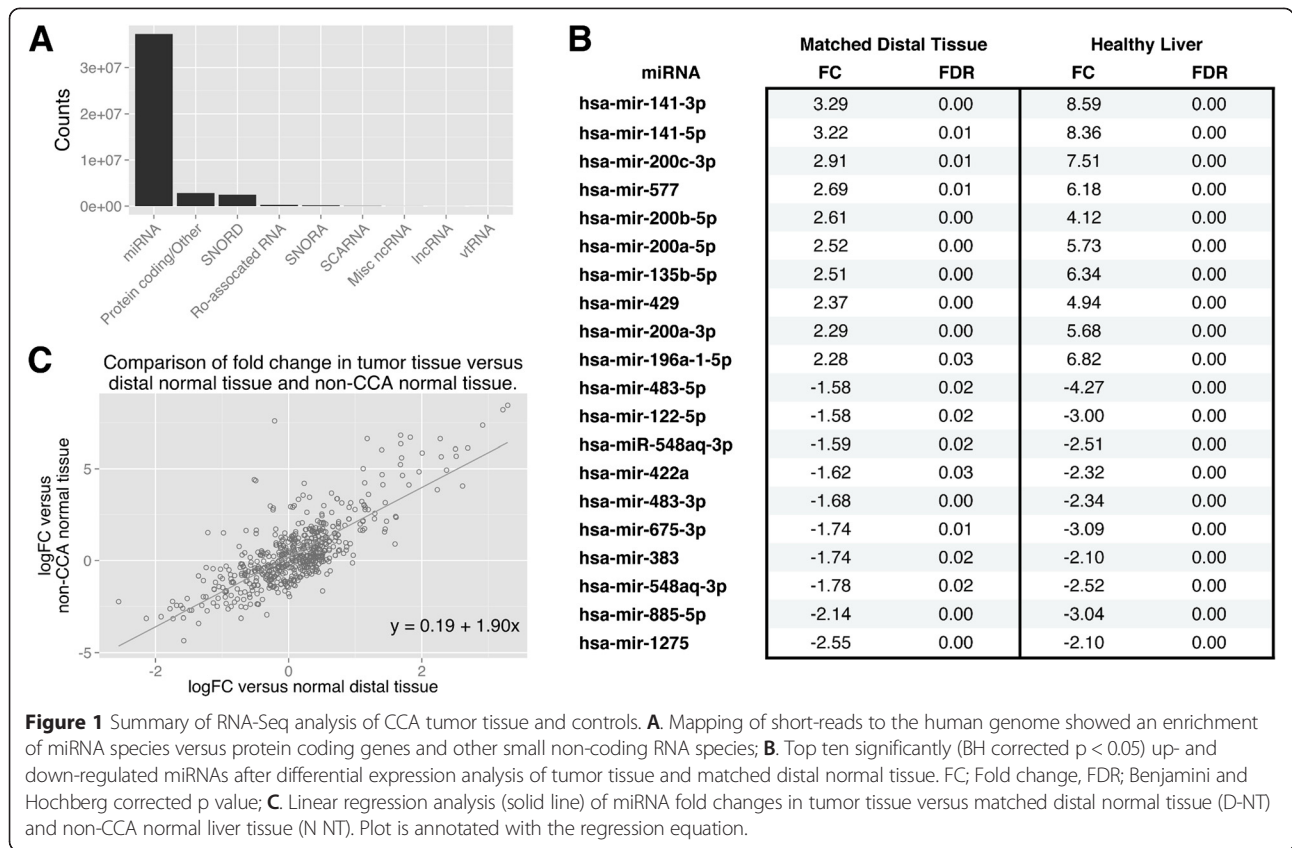 A
Counts
3e+07
2e+07
1e+07
0e+00
miRNA
Protein coding/Other
SNORD
Ro-assocated RNA
SNORA
SCARNA
Misc ncRNA
lncRNA
vtRNA
B
Matched Distal Tissue Healthy Liver
miRNA FC FDR FC FDR
hsa-mir-141-3p 3.29 0.00 8.59 0.00
hsa-mir-141-5p 3.22 0.01 8.36 0.00
hsa-mir-200c-3p 2.91 0.01 7.51 0.00
hsa-mir-577 2.69 0.01 6.18 0.00
hsa-mir-200b-5p 2.61 0.00 4.12 0.00
hsa-mir-200a-5p 2.52 0.00 5.73 0.00
hsa-mir-135b-5p 2.51 0.00 6.34 0.00
hsa-mir-429 2.37 0.00 4.94 0.00
hsa-mir-200a-3p 2.29 0.00 5.68 0.00
hsa-mir-196a-1-5p 2.28 0.03 6.82 0.00
hsa-mir-483-5p -1.58 0.02 -4.27 0.00
hsa-mir-122-5p -1.58 0.02 -3.00 0.00
hsa-miR-548aq-3p -1.59 0.02 -2.51 0.00
hsa-mir-422a -1.62 0.03 -2.32 0.00
hsa-mir-483-3p -1.68 0.00 -2.34 0.00
hsa-mir-675-3p -1.74 0.01 -3.09 0.00
hsa-mir-383 -1.74 0.02 -2.10 0.00
hsa-mir-548aq-3p -1.78 0.02 -2.52 0.00
hsa-mir-885-5p -2.14 0.00 -3.04 0.00
hsa-mir-1275 -2.55 0.00 -2.10 0.00
C
Comparison of fold change in tumor tissue versus
distal normal tissue and non-CCA normal tissue.
logFC versus
non-CCA normal tissue
5
0
-5
y = 0.19 + 1.90x
-2 0 2
logFC versus normal distal tissue
Figure 1 Summary of RNA-Seq analysis of CCA tumor tissue and controls. A. Mapping of short-reads to the human genome showed an enrichment
of miRNA species versus protein coding genes and other small non-coding RNA species; B. Top ten significantly (BH corrected p < 0.05) up- and
down-regulated miRNAs after differential expression analysis of tumor tissue and matched distal normal tissue. FC; Fold change, FDR; Benjamini and
Hochberg corrected p value; C. Linear regression analysis (solid line) of miRNA fold changes in tumor tissue versus matched distal normal tissue (D-NT)
and non-CCA normal liver tissue (N NT). Plot is annotated with the regression equation.